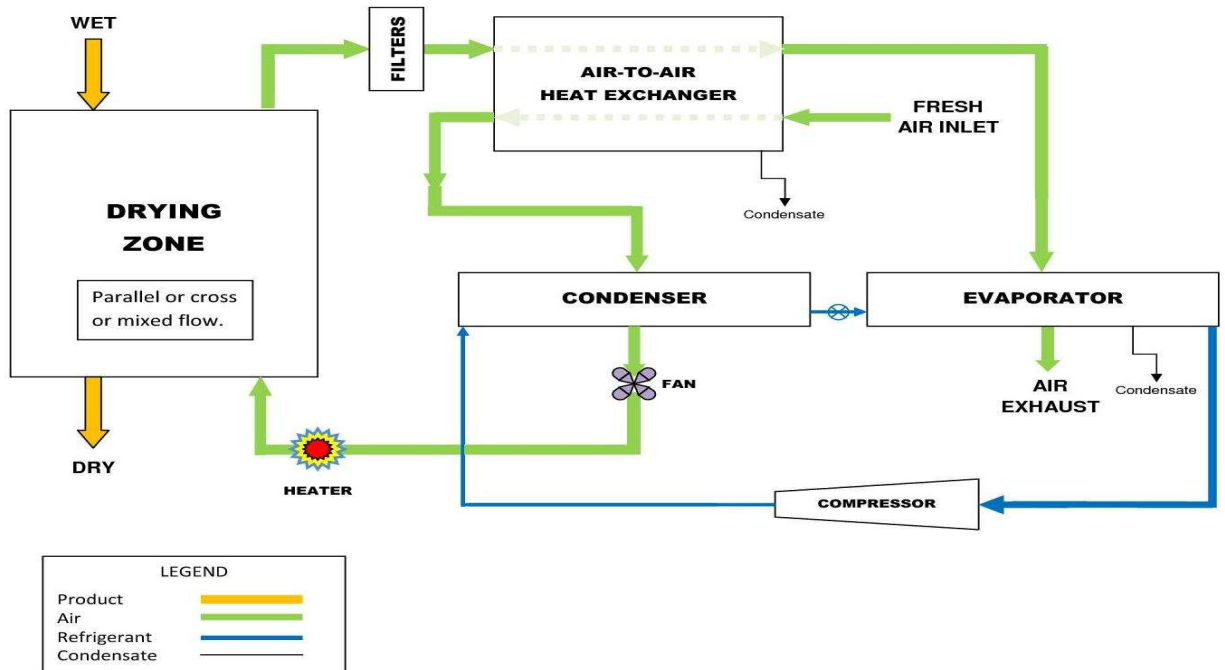 WET
FILTERS
AIR-TO-AIR
HEAT EXCHANGER
FRESH
AIR INLET
Condensate
DRYING
ZONE
Parallel or cross
or mixed flow.
CONDENSER
EVAPORATOR
FAN
AIR
EXHAUST
Condensate
DRY
HEATER
COMPRESSOR
LEGEND
Product
Air
Refrigerant
Condensate